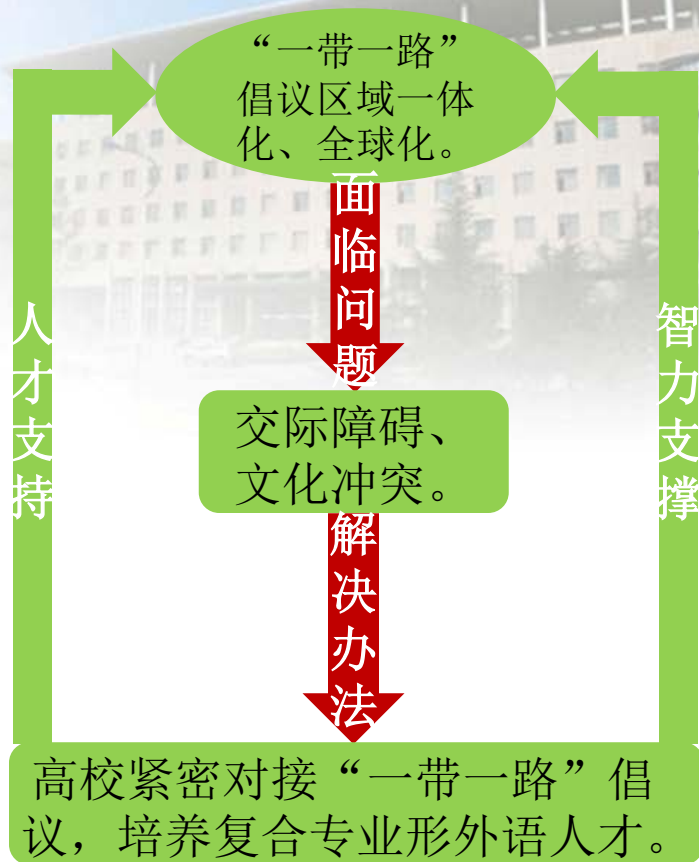 “一带一路”
倡议区域一体
化、全球化。
面临问题
人才支持
智力支撑
交际障碍、
文化冲突。
解决办法
高校紧密对接“一带一路”倡
议，培养复合专业形外语人才。